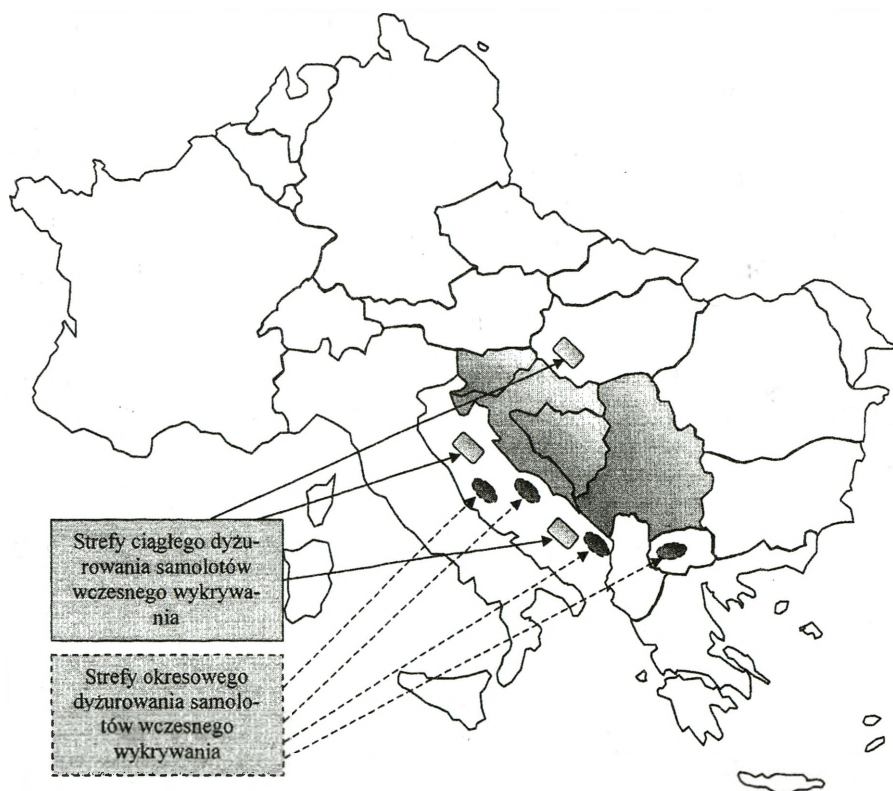 Strefy ciągłego dyżu-
rowania samolotów
wczesnego wykrywa-
nia
Strefy okresowego
dyżurowania samolo-
tów wczesnego
wykrywania